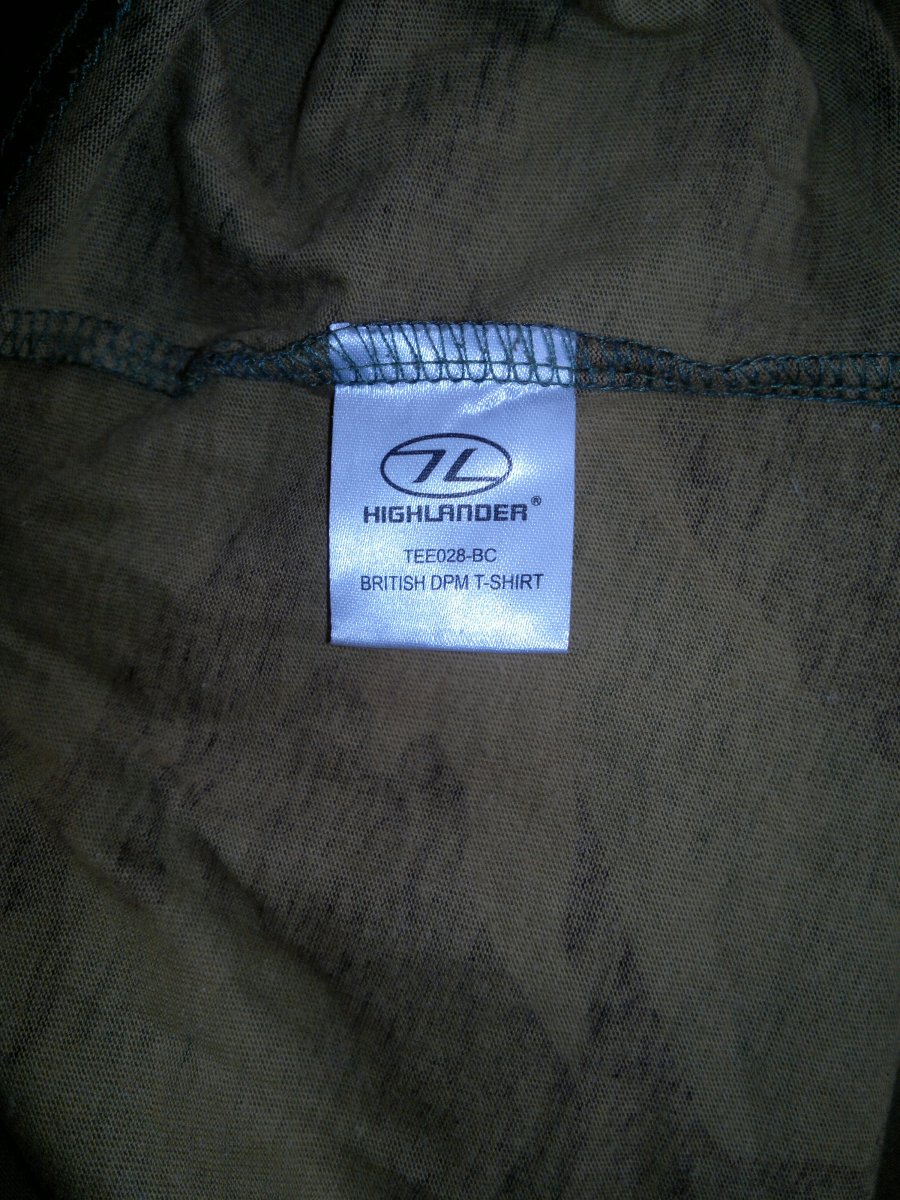 HIGHLANDER®
TEE028-BC
BRITISH DPM T-SHIRT